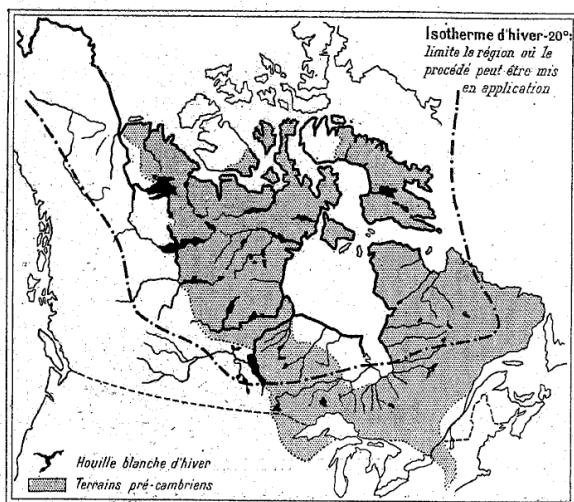 Isotherme d'hiver-20°:
limite la région où le
procédé peut être mis
en application
Houille blanche d'hiver
Terrains pré-cambriens